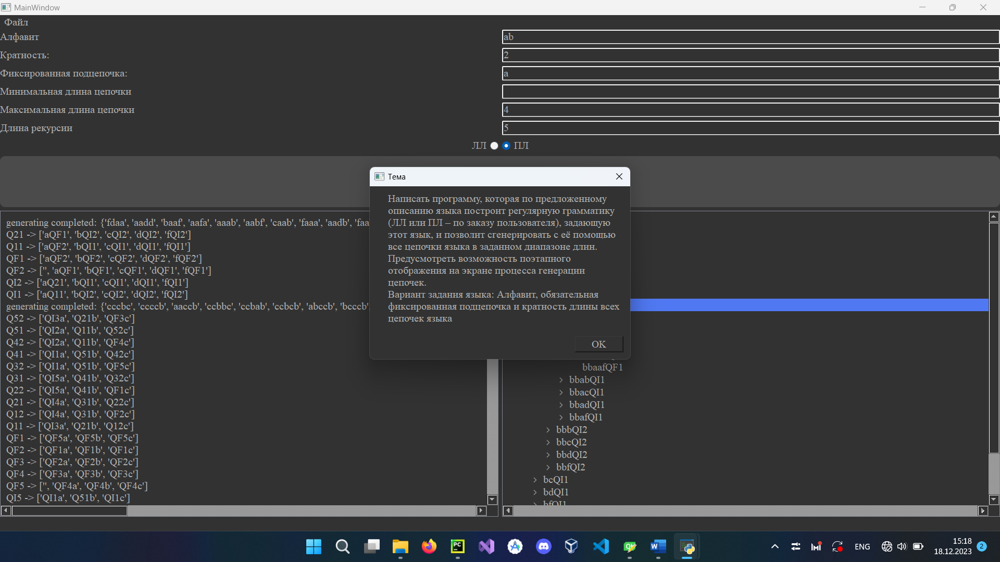 MainWindow
Файл
Алфавит
ab
Кратность:
2
Фиксированная подцепочка:
a
Минимальная длина цепочки
Максимальная длина цепочки
4
Длина рекурсии
5
ЛЛ
ПЛ
Тема
Написать программу, которая по предложенному
описанию языка построит регулярную грамматику
(ЛЛ или ПЛ – по заказу пользователя), задающую
этот язык, и позволит сгенерировать с её помощью
все цепочки языка в заданном диапазоне длин.
Предусмотреть возможность поэтапного
отображения на экране процесса генерации
цепочек.
Вариант задания языка: Алфавит, обязательная
фиксированная подцепочка и кратность длины всех
цепочек языка
OK
generating completed: {'fdaa', 'aadd', 'baaf', 'aafa', 'aaab', 'aabf', 'caab', 'faaa', 'aadb', 'faa
Q21 -> ['aQF1', 'bQI2', 'cQI2', 'dQI2', 'fQI2']
Q11 -> ['aQF2', 'bQI1', 'cQI1', 'dQI1', 'fQI1']
QF1 -> ['aQF2', 'bQF2', 'cQF2', 'dQF2', 'fQF2']
QF2 -> ['', 'aQF1', 'bQF1', 'cQF1', 'dQF1', 'fQF1']
QI2 -> ['aQ21', 'bQI1', 'cQI1', 'dQI1', 'fQI1']
QI1 -> ['aQ11', 'bQI2', 'cQI2', 'dQI2', 'fQI2']
generating completed: {'cccbc', 'ccccb', 'aaccb', 'ccbbc', 'ccbab', 'ccbcb', 'abccb', 'bcccb'
Q52 -> ['QI3a', 'Q21b', 'QF3c']
Q51 -> ['QI2a', 'Q11b', 'Q52c']
Q42 -> ['QI2a', 'Q11b', 'QF4c']
Q41 -> ['QI1a', 'Q51b', 'Q42c']
Q32 -> ['QI1a', 'Q51b', 'QF5c']
Q31 -> ['QI5a', 'Q41b', 'Q32c']
Q22 -> ['QI5a', 'Q41b', 'QF1c']
Q21 -> ['QI4a', 'Q31b', 'Q22c']
Q12 -> ['QI4a', 'Q31b', 'QF2c']
Q11 -> ['QI3a', 'Q21b', 'Q12c']
QF1 -> ['QF5a', 'QF5b', 'QF5c']
QF2 -> ['QF1a', 'QF1b', 'QF1c']
QF3 -> ['QF2a', 'QF2b', 'QF2c']
QF4 -> ['QF3a', 'QF3b', 'QF3c']
QF5 -> ['', 'QF4a', 'QF4b', 'QF4c']
QI5 -> ['QI1a', 'Q51b', 'QI1c']
bbaafQF1
bbabQI1
bbacQI1
bbadQI1
bbafQI1
bbbQI2
bbcQI2
bbdQI2
bbfQI2
bcQI1
bdQI1
bfQI1
ENG
15:18
18.12.2023
2